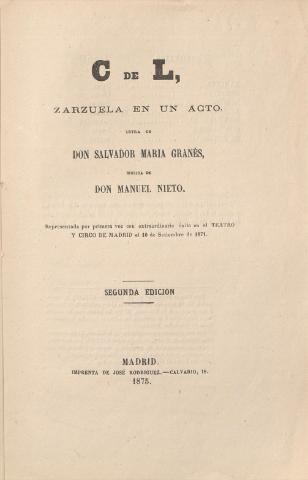 C DE L,
ZARZUELA EN UN ACTO.
LETRA DE
DON SALVADOR MARIA GRANÉS,
MUSICA DE
DON MANUEL NIETO.
Representada por primera vez con extraordinario éxito en el TEATRO
Y CIRCO DE MADRID el 10 de Setiembre de 1871.
SEGUNDA EDICION
MADRID.
IMPRENTA DE JOSÉ RODRIGUEZ.—CALVARIO, 18.
1875.